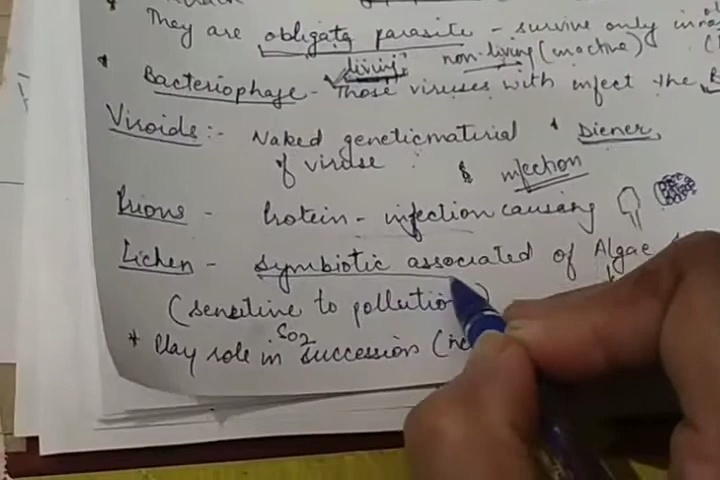 They are obligate parasite - survive only in
living non-living (inactive)
Bacteriophage - Those viruses with infect the
Viroids :- Naked genetic material Diener,
of viruse infection
Prions - Protein - infection causing
Lichen - Symbiotic associated of Algae
(sensitive to pollution)
SO2
* Play role in succession (